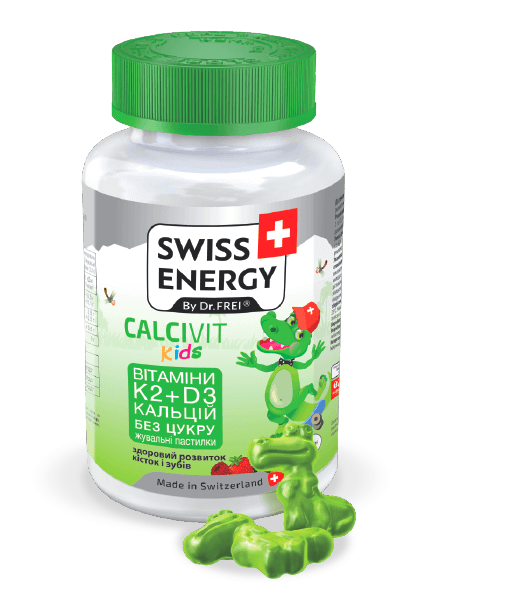 SWISS
ENERGY
By Dr.FREI®
CALCIVIT
Kids
ВІТАМІНИ
K2+D3
КАЛЬЦІЙ
БЕЗ ЦУКРУ
жувальні пастилки
здоровий розвиток
кісток і зубів
Made in Switzerland